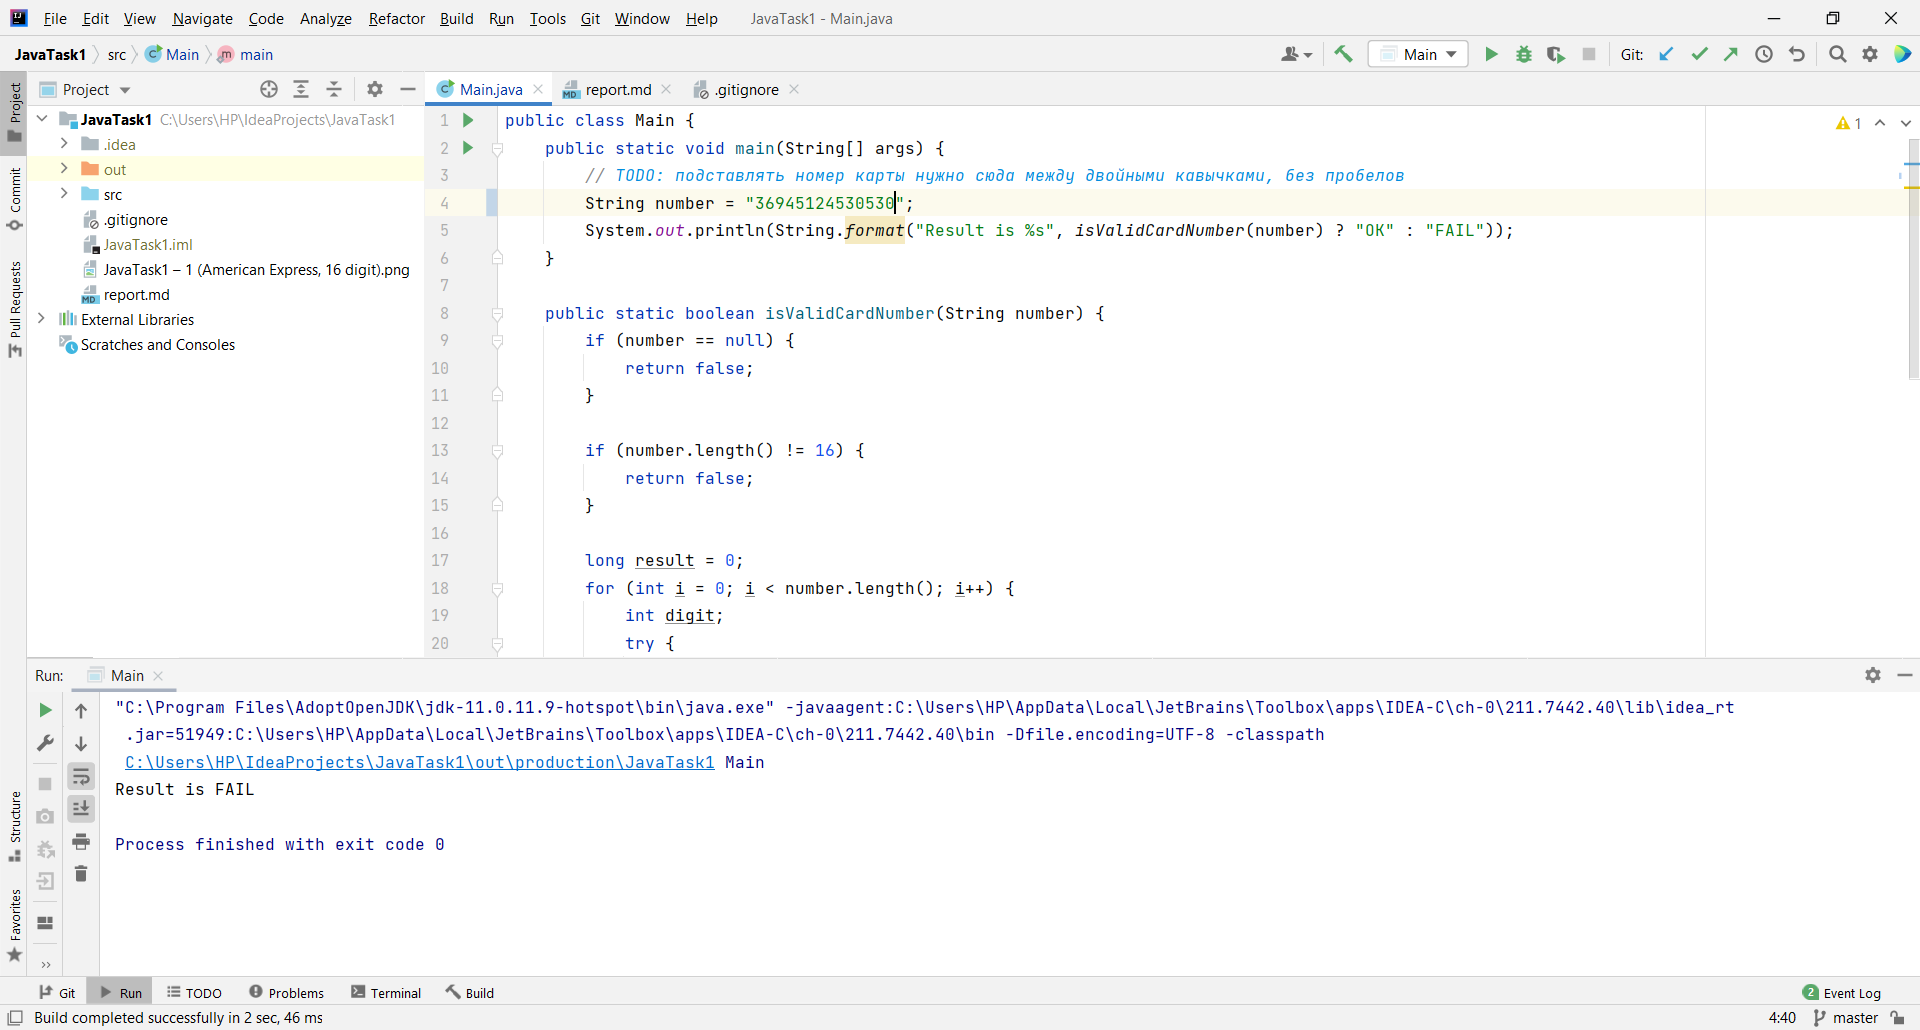 File Edit View Navigate Code Analyze Refactor Build Run Tools Git Window Help JavaTask1 - Main.java
JavaTask1 src Main main
Main Git:
Project
Main.java report.md .gitignore
Project
Commit
Pull Requests
Structure
Favorites
JavaTask1 C:\Users\HP\IdeaProjects\JavaTask1
.idea
out
src
.gitignore
JavaTask1.iml
JavaTask1 – 1 (American Express, 16 digit).png
report.md
External Libraries
Scratches and Consoles
1 public class Main {
2 public static void main(String[] args) {
3 // TODO: подставлять номер карты нужно сюда между двойными кавычками, без пробелов
4 String number = "36945124530530";
5 System.out.println(String.format("Result is %s", isValidCardNumber(number) ? "OK" : "FAIL"));
6 }
7
8 public static boolean isValidCardNumber(String number) {
9 if (number == null) {
10 return false;
11 }
12
13 if (number.length() != 16) {
14 return false;
15 }
16
17 long result = 0;
18 for (int i = 0; i < number.length(); i++) {
19 int digit;
20 try {
1
Run: Main
"C:\Program Files\AdoptOpenJDK\jdk-11.0.11.9-hotspot\bin\java.exe" -javaagent:C:\Users\HP\AppData\Local\JetBrains\Toolbox\apps\IDEA-C\ch-0\211.7442.40\lib\idea_rt
.jar=51949:C:\Users\HP\AppData\Local\JetBrains\Toolbox\apps\IDEA-C\ch-0\211.7442.40\bin -Dfile.encoding=UTF-8 -classpath
C:\Users\HP\IdeaProjects\JavaTask1\out\production\JavaTask1 Main
Result is FAIL
Process finished with exit code 0
Git Run TODO Problems Terminal Build 2 Event Log
Build completed successfully in 2 sec, 46 ms 4:40 master